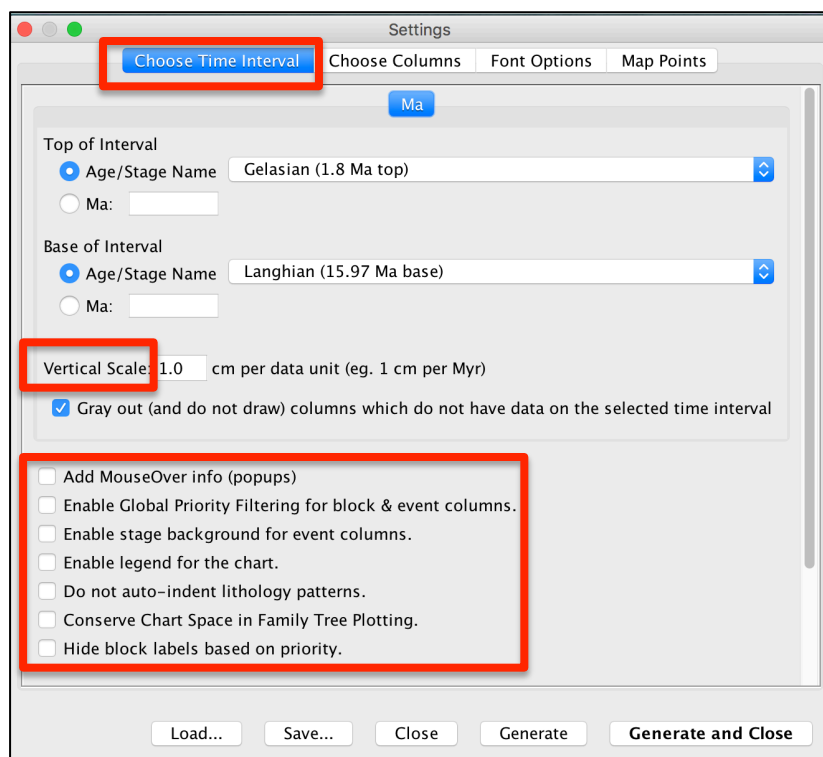 Settings
Choose Time Interval Choose Columns Font Options Map Points
Ma
Top of Interval
Age/Stage Name Gelasian (1.8 Ma top)
Ma:
Base of Interval
Age/Stage Name Langhian (15.97 Ma base)
Ma:
Vertical Scale: 1.0 cm per data unit (eg. 1 cm per Myr)
Gray out (and do not draw) columns which do not have data on the selected time interval
Add MouseOver info (popups)
Enable Global Priority Filtering for block & event columns.
Enable stage background for event columns.
Enable legend for the chart.
Do not auto-indent lithology patterns.
Conserve Chart Space in Family Tree Plotting.
Hide block labels based on priority.
Load... Save... Close Generate Generate and Close